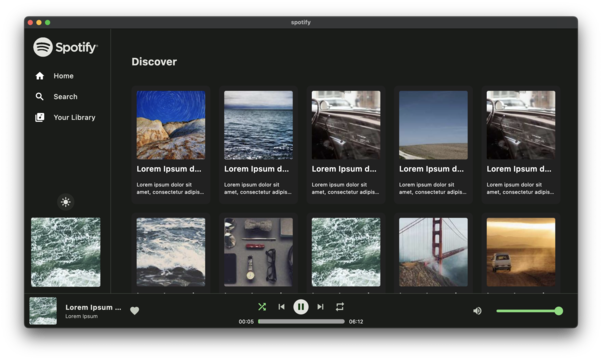 spotify
Spotify
Home
Search
Your Library
Discover
Lorem Ipsum d...
Lorem ipsum dolor sit
amet, consectetur adipis...
Lorem Ipsum d...
Lorem ipsum dolor sit
amet, consectetur adipis...
Lorem Ipsum d...
Lorem ipsum dolor sit
amet, consectetur adipis...
Lorem Ipsum d...
Lorem ipsum dolor sit
amet, consectetur adipis...
Lorem Ipsum d...
Lorem ipsum dolor sit
amet, consectetur adipis...
Lorem Ipsum ...
Lorem ipsum
00:05
06:12